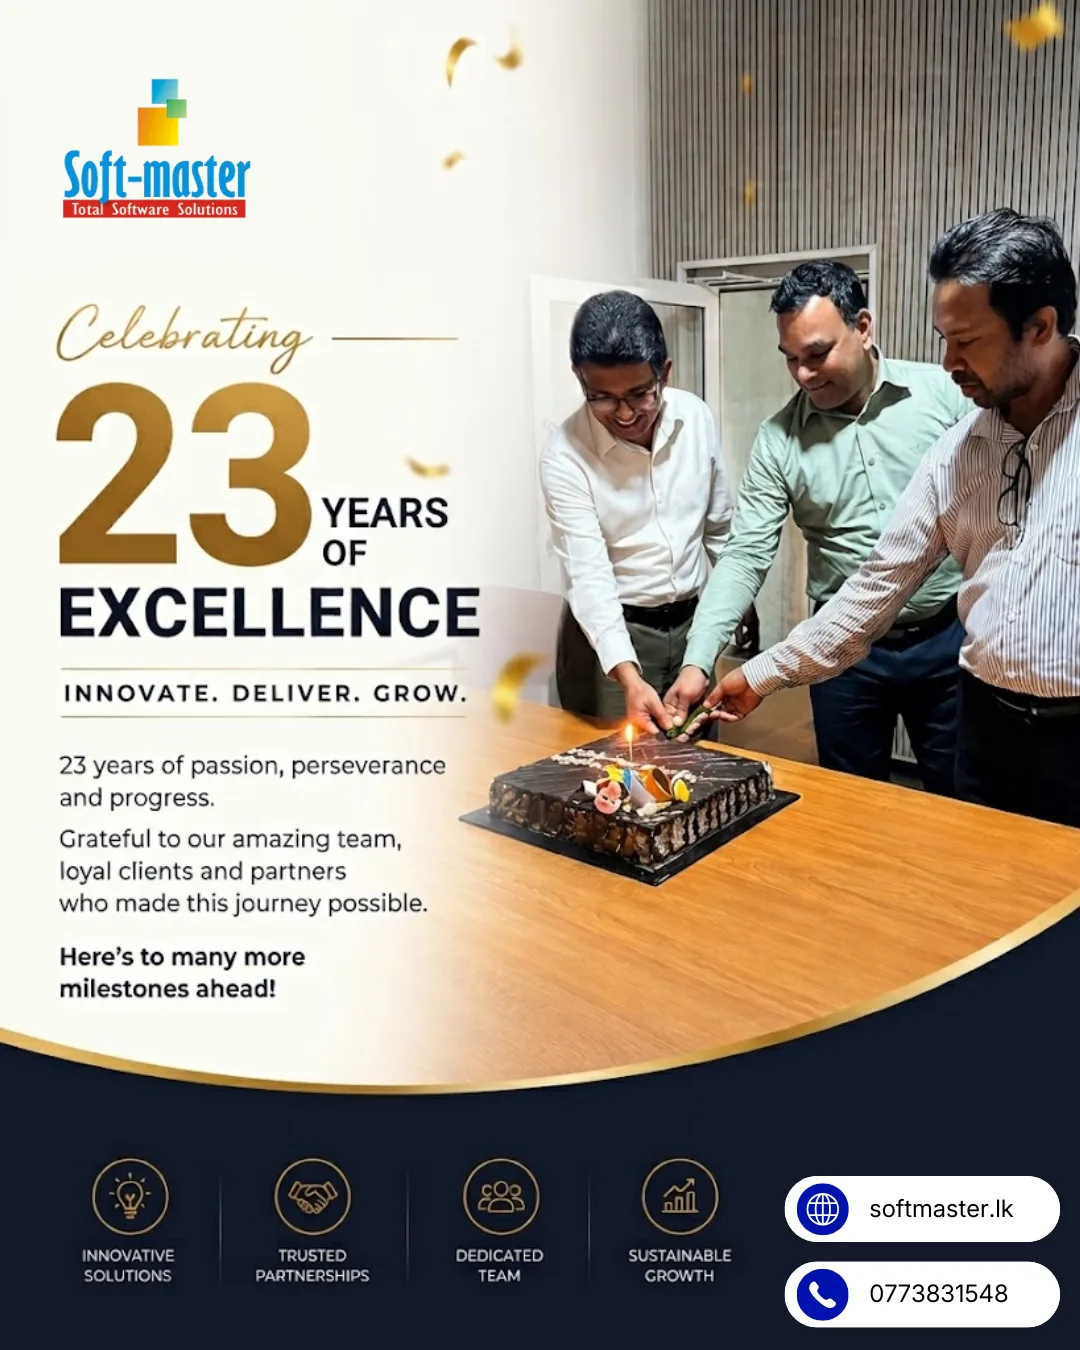 Soft-master
Total Software Solutions
Celebrating
23
YEARS
OF
EXCELLENCE
INNOVATE. DELIVER. GROW.
23 years of passion, perseverance
and progress.
Grateful to our amazing team,
loyal clients and partners
who made this journey possible.
Here's to many more
milestones ahead!
INNOVATIVE
SOLUTIONS
TRUSTED
PARTNERSHIPS
DEDICATED
TEAM
SUSTAINABLE
GROWTH
softmaster.lk
0773831548